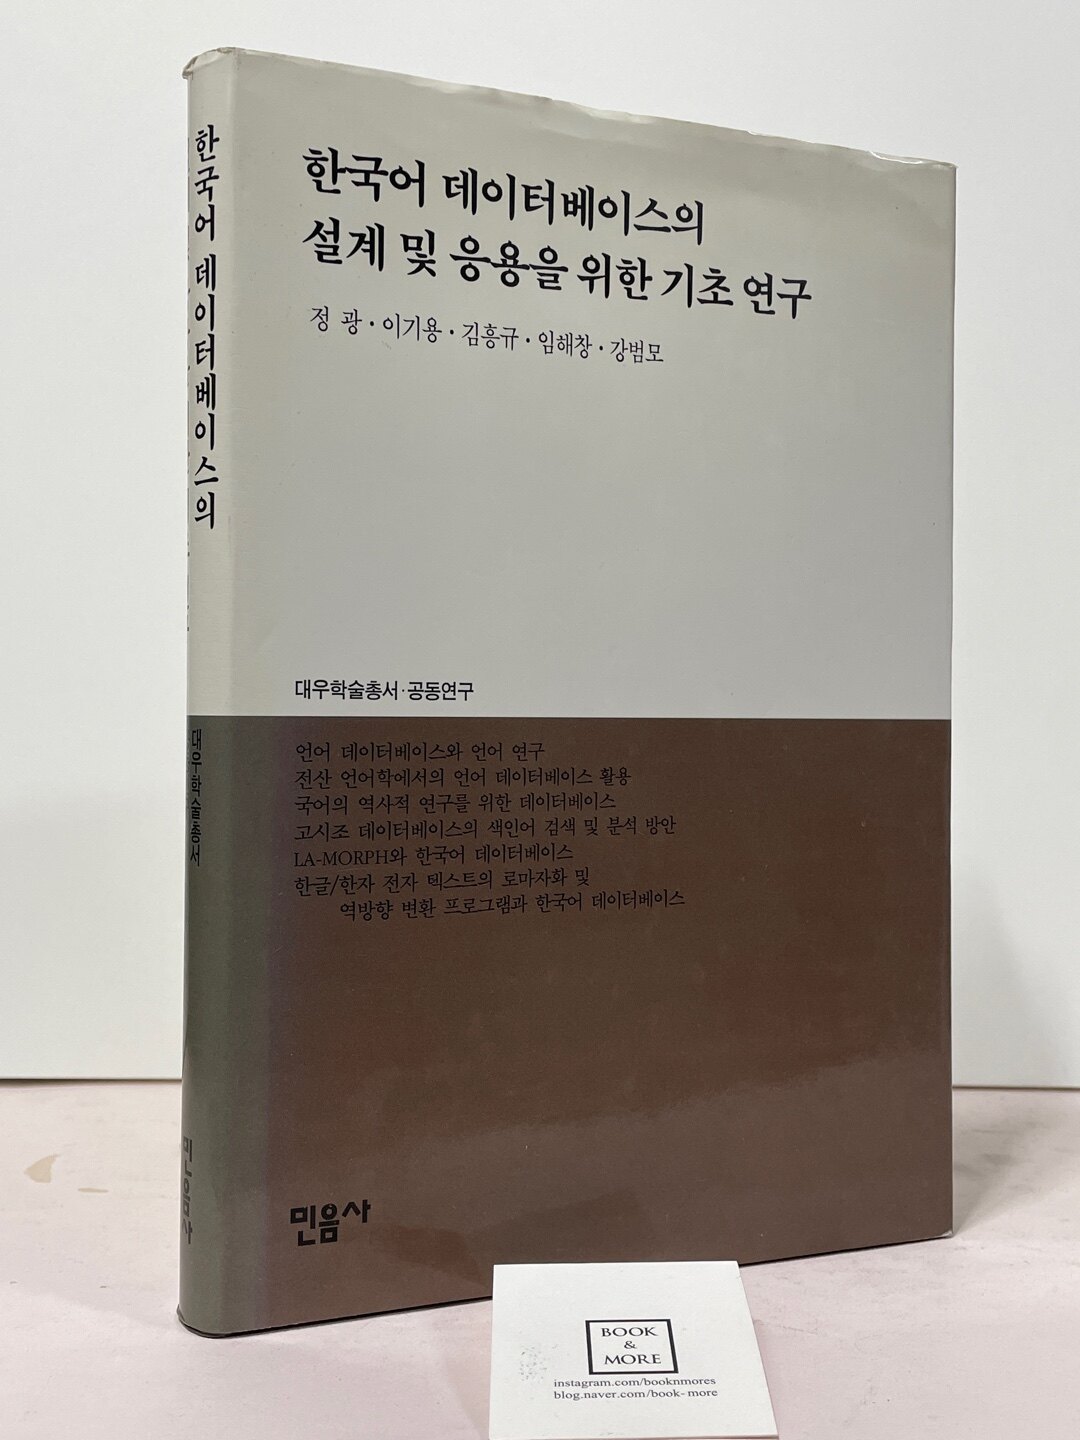 한국어 데이터베이스의
한국어 데이터베이스의
설계 및 응용을 위한 기초 연구
정 광·이기용·김흥규·임해창·강범모
대우학술총서·공동연구
대우학술총서
언어 데이터베이스와 언어 연구
전산 언어학에서의 언어 데이터베이스 활용
국어의 역사적 연구를 위한 데이터베이스
고시조 데이터베이스의 색인어 검색 및 분석 방안
LA-MORPH와 한국어 데이터베이스
한글/한자 전자 텍스트의 로마자화 및
역방향 변환 프로그램과 한국어 데이터베이스
민음사
민음사
BOOK
&
MORE
instagram.com/booknmores
blog.naver.com/book-more